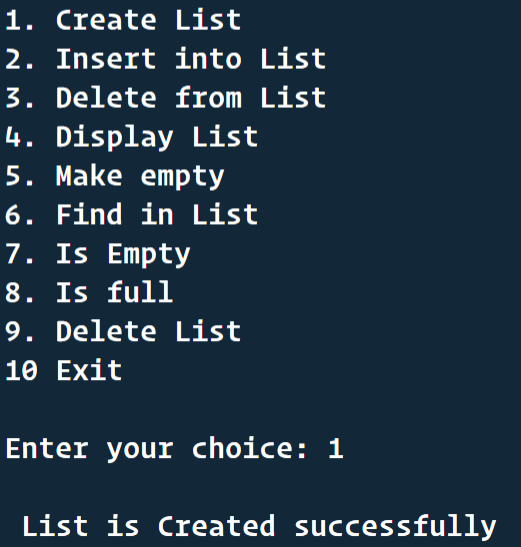 1. Create List
2. Insert into List
3. Delete from List
4. Display List
5. Make empty
6. Find in List
7. Is Empty
8. Is full
9. Delete List
10 Exit
Enter your choice: 1
List is Created successfully